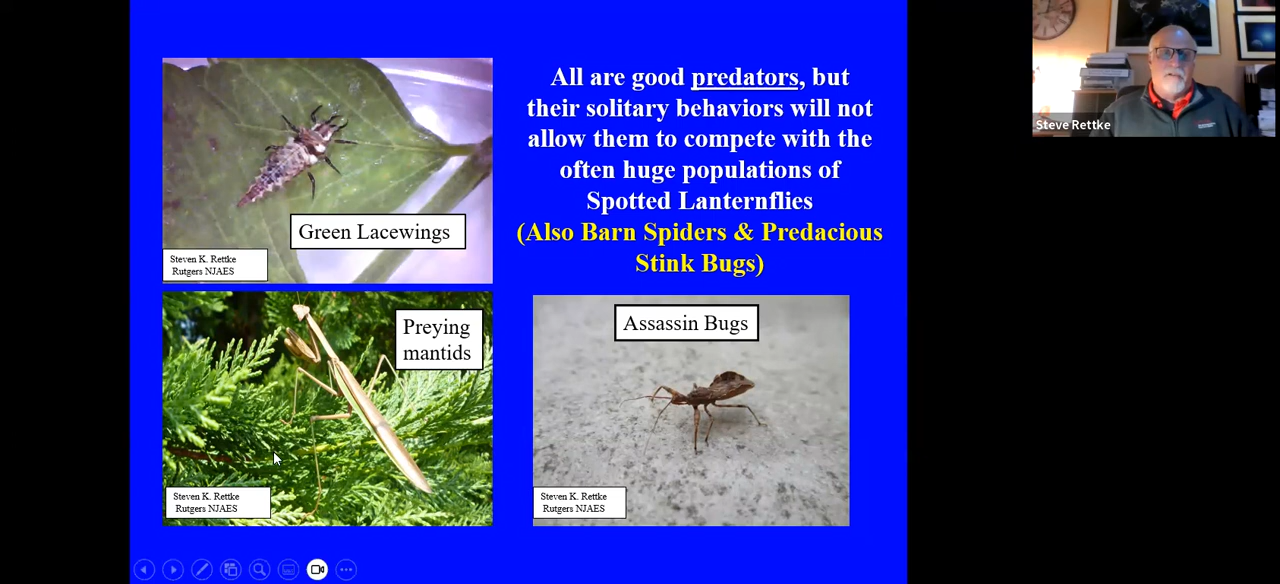 All are good predators, but
their solitary behaviors will not
allow them to compete with the
often huge populations of
Spotted Lanternflies
(Also Barn Spiders & Predacious
Stink Bugs)
Green Lacewings
Steven K. Rettke
Rutgers NJAES
Preying
mantids
Steven K. Rettke
Rutgers NJAES
Assassin Bugs
Steven K. Rettke
Rutgers NJAES
Steve Rettke